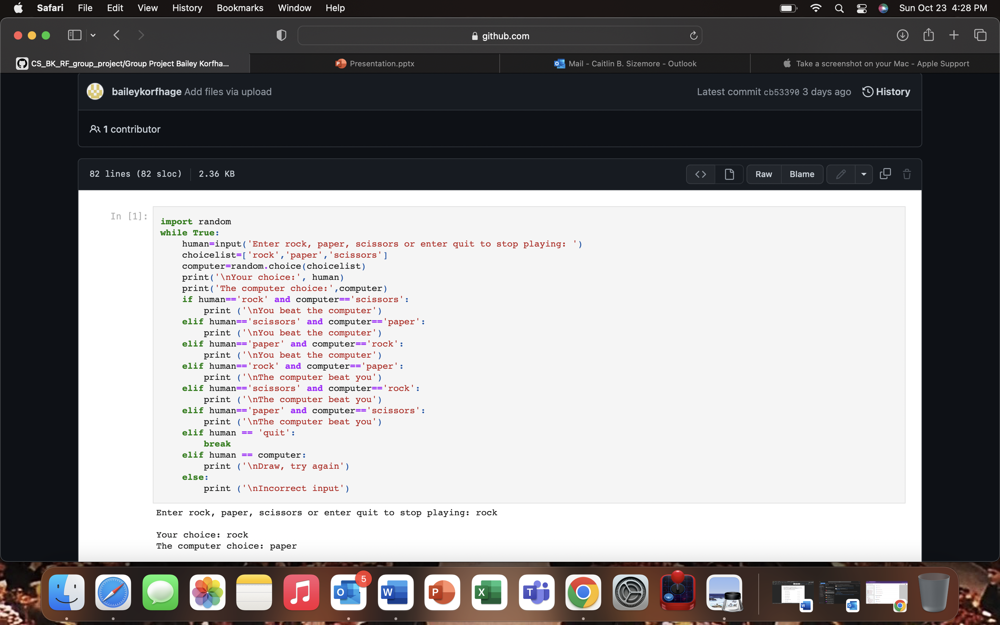 Safari File Edit View History Bookmarks Window Help Sun Oct 23 4:28 PM
github.com
CS_BK_RF_group_project/Group Project Bailey Korfha... Presentation.pptx Mail - Caitlin B. Sizemore - Outlook Take a screenshot on your Mac - Apple Support
baileykorfhage Add files via upload Latest commit cb53390 3 days ago History
1 contributor
82 lines (82 sloc) 2.36 KB <> Raw Blame
In [1]:
import random
while True:
    human=input('Enter rock, paper, scissors or enter quit to stop playing: ')
    choicelist=['rock','paper','scissors']
    computer=random.choice(choicelist)
    print('\nYour choice:', human)
    print('The computer choice:',computer)
    if human=='rock' and computer=='scissors':
        print ('\nYou beat the computer')
    elif human=='scissors' and computer=='paper':
        print ('\nYou beat the computer')
    elif human=='paper' and computer=='rock':
        print ('\nYou beat the computer')
    elif human=='rock' and computer=='paper':
        print ('\nThe computer beat you')
    elif human=='scissors' and computer=='rock':
        print ('\nThe computer beat you')
    elif human=='paper' and computer=='scissors':
        print ('\nThe computer beat you')
    elif human == 'quit':
        break
    elif human == computer:
        print ('\nDraw, try again')
    else:
        print ('\nIncorrect input')
Enter rock, paper, scissors or enter quit to stop playing: rock
Your choice: rock
The computer choice: paper
5
O W P X T